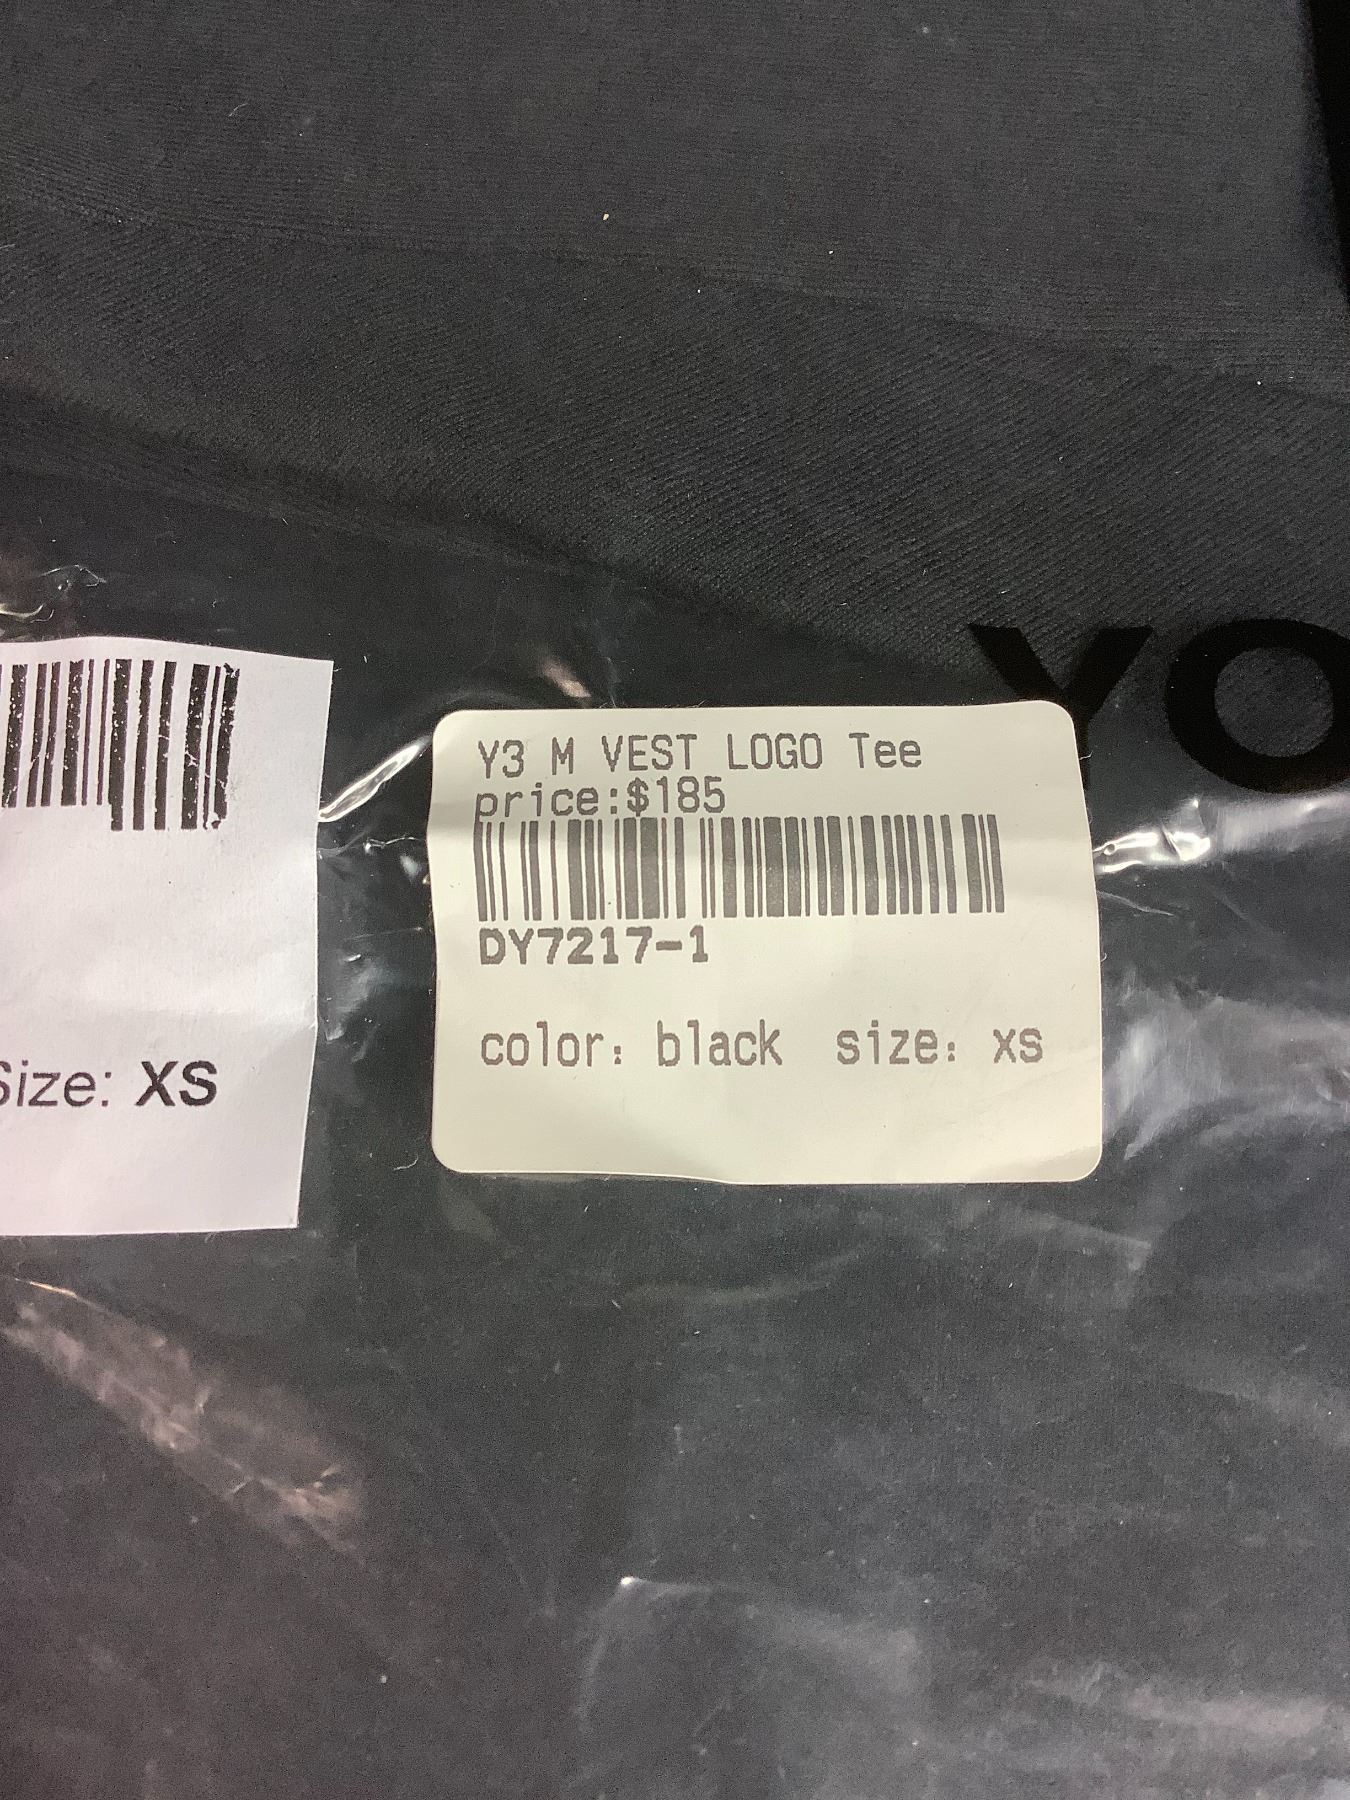 YO
Y3 M VEST LOGO Tee
price:$185
DY7217-1
color: black size: xs
Size: XS